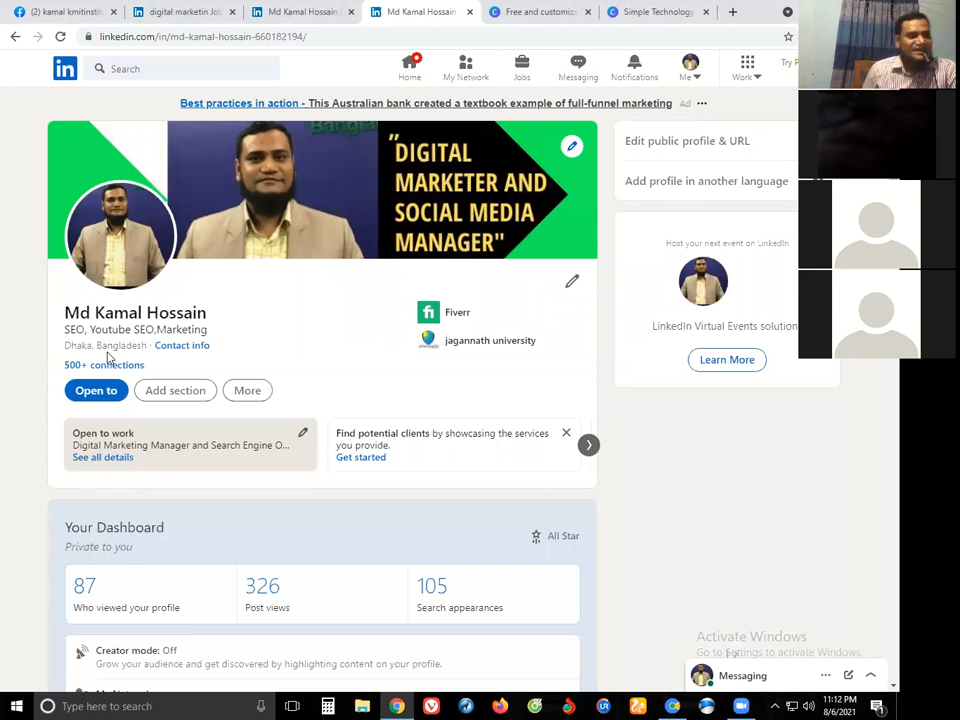 (2) kamal kmitinstit
digital marketin Jo
Md Kamal Hossain
Md Kamal Hossain
Free and customiz
Simple Technology
linkedin.com/in/md-kamal-hossain-660182194/
in
Search
Home
My Network
Jobs
Messaging
Notifications
Me
Work
Try P
Best practices in action - This Australian bank created a textbook example of full-funnel marketing Ad ...
"DIGITAL
MARKETER AND
SOCIAL MEDIA
MANAGER"
Edit public profile & URL
Add profile in another language
Host your next event on LinkedIn
LinkedIn Virtual Events solution
Learn More
Md Kamal Hossain
SEO, Youtube SEO,Marketing
Dhaka, Bangladesh · Contact info
500+ connections
fi Fiverr
jagannath university
Open to
Add section
More
Open to work
Digital Marketing Manager and Search Engine O...
See all details
Find potential clients by showcasing the services
you provide.
Get started
Your Dashboard
Private to you
All Star
87
Who viewed your profile
326
Post views
105
Search appearances
Creator mode: Off
Grow your audience and get discovered by highlighting content on your profile.
Activate Windows
Go to Settings to activate Windows.
Messaging
Type here to search
11:12 PM
8/6/2021